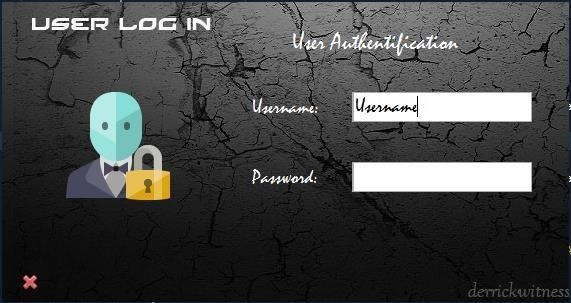 USER LOG IN
User Authentification
Username:
Username
Password:
derrickwitness